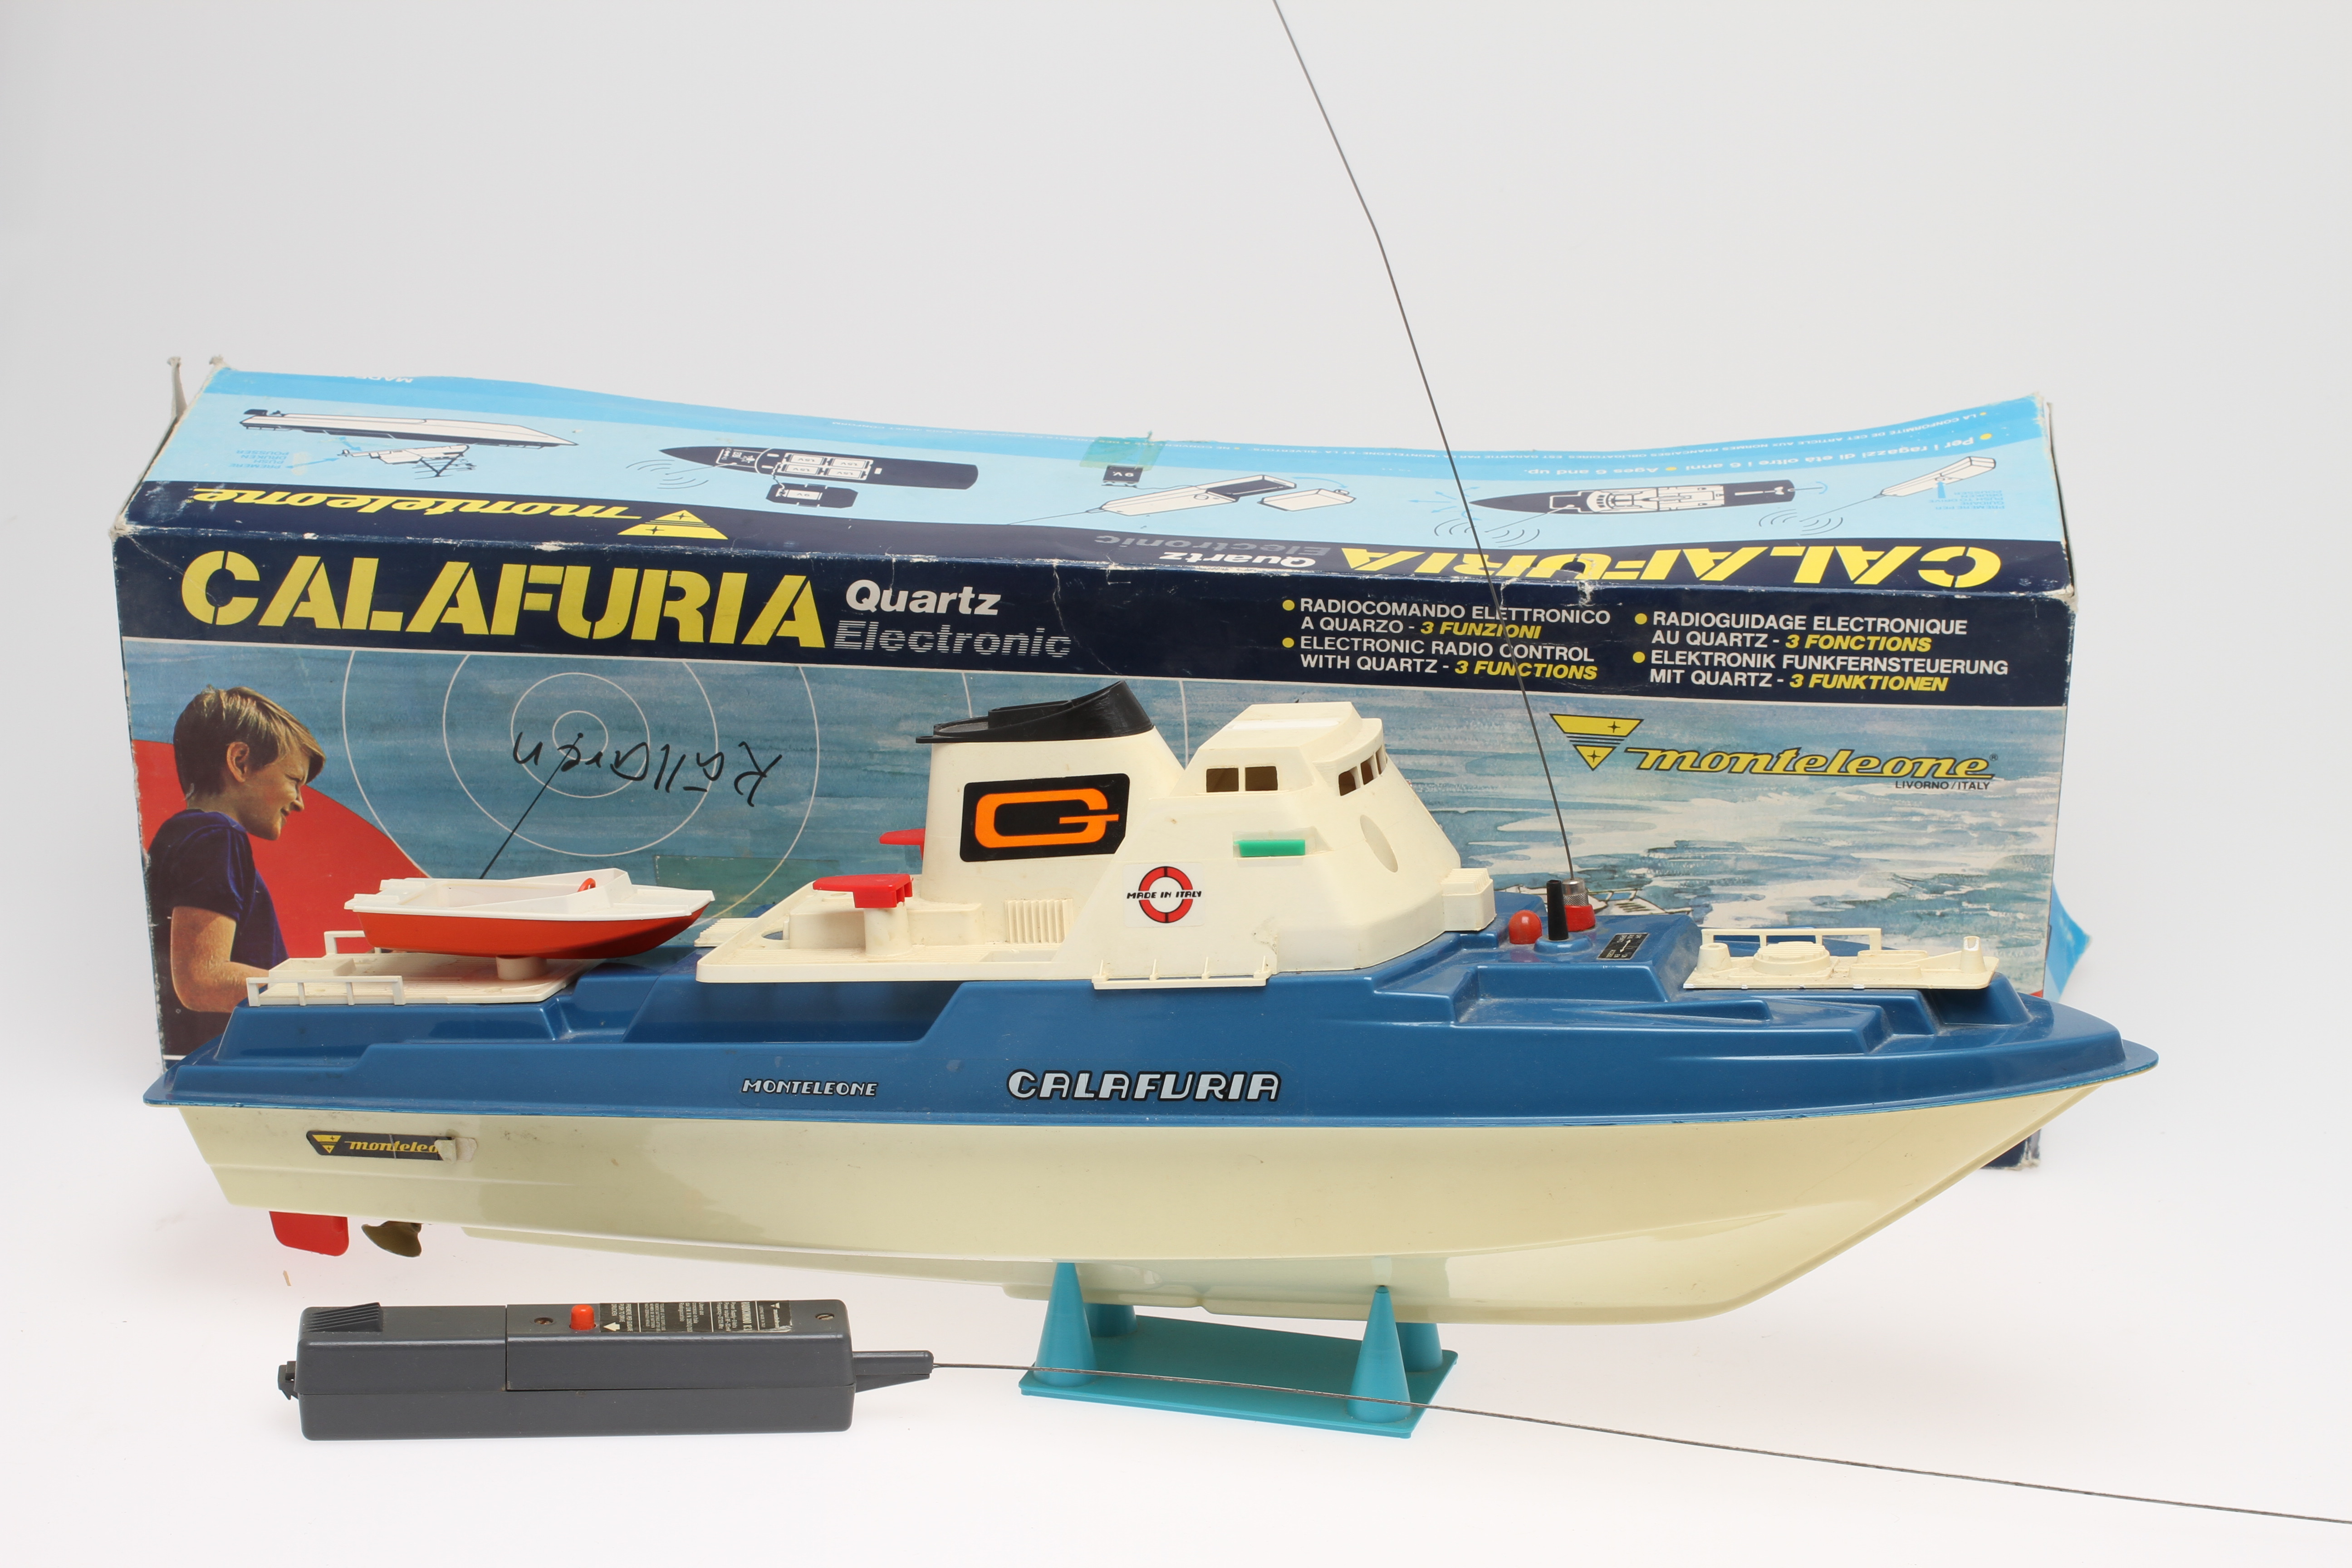 monteleone
Per i ragazzi di età oltre i 6 anni • Ages 6 and up.
CALAFURIA Quartz Electronic
CALAFURIA Quartz
Electronic
• RADIOCOMANDO ELETTRONICO
A QUARZO - 3 FUNZIONI
• ELECTRONIC RADIO CONTROL
WITH QUARTZ - 3 FUNCTIONS
• RADIOGUIDAGE ELECTRONIQUE
AU QUARTZ - 3 FONCTIONS
• ELEKTRONIK FUNKFERNSTEUERUNG
MIT QUARTZ - 3 FUNKTIONEN
monteleone®
LIVORNO/ITALY
MADE IN ITALY
MONTELEONE
CALAFURIA
monteleo